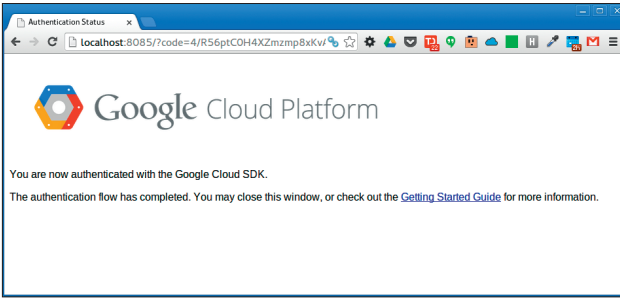 Authentication Status
localhost:8085/?code=4/R56ptC0H4XZmzmp8xKv/
Google Cloud Platform
You are now authenticated with the Google Cloud SDK.
The authentication flow has completed. You may close this window, or check out the Getting Started Guide for more information.